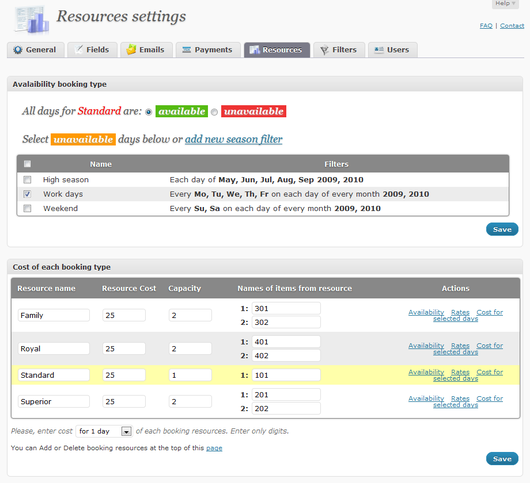 Help ?
Resources settings
FAQ | Contact
General Fields Emails Payments Resources Filters Users
Avalaibility booking type
All days for Standard are: available unavailable
Select unavailable days below or add new season filter
Name Filters
High season Each day of May, Jun, Jul, Aug, Sep 2009, 2010
Work days Every Mo, Tu, We, Th, Fr on each day of every month 2009, 2010
Weekend Every Su, Sa on each day of every month 2009, 2010
Save
Cost of each booking type
Resource name Resource Cost Capacity Names of items from resource Actions
Family 25 2 1: 301 2: 302 Availability Rates Cost for selected days
Royal 25 2 1: 401 2: 402 Availability Rates Cost for selected days
Standard 25 1 1: 101 Availability Rates Cost for selected days
Superior 25 2 1: 201 2: 202 Availability Rates Cost for selected days
Please, enter cost for 1 day of each booking resources. Enter only digits.
You can Add or Delete booking resources at the top of this page
Save